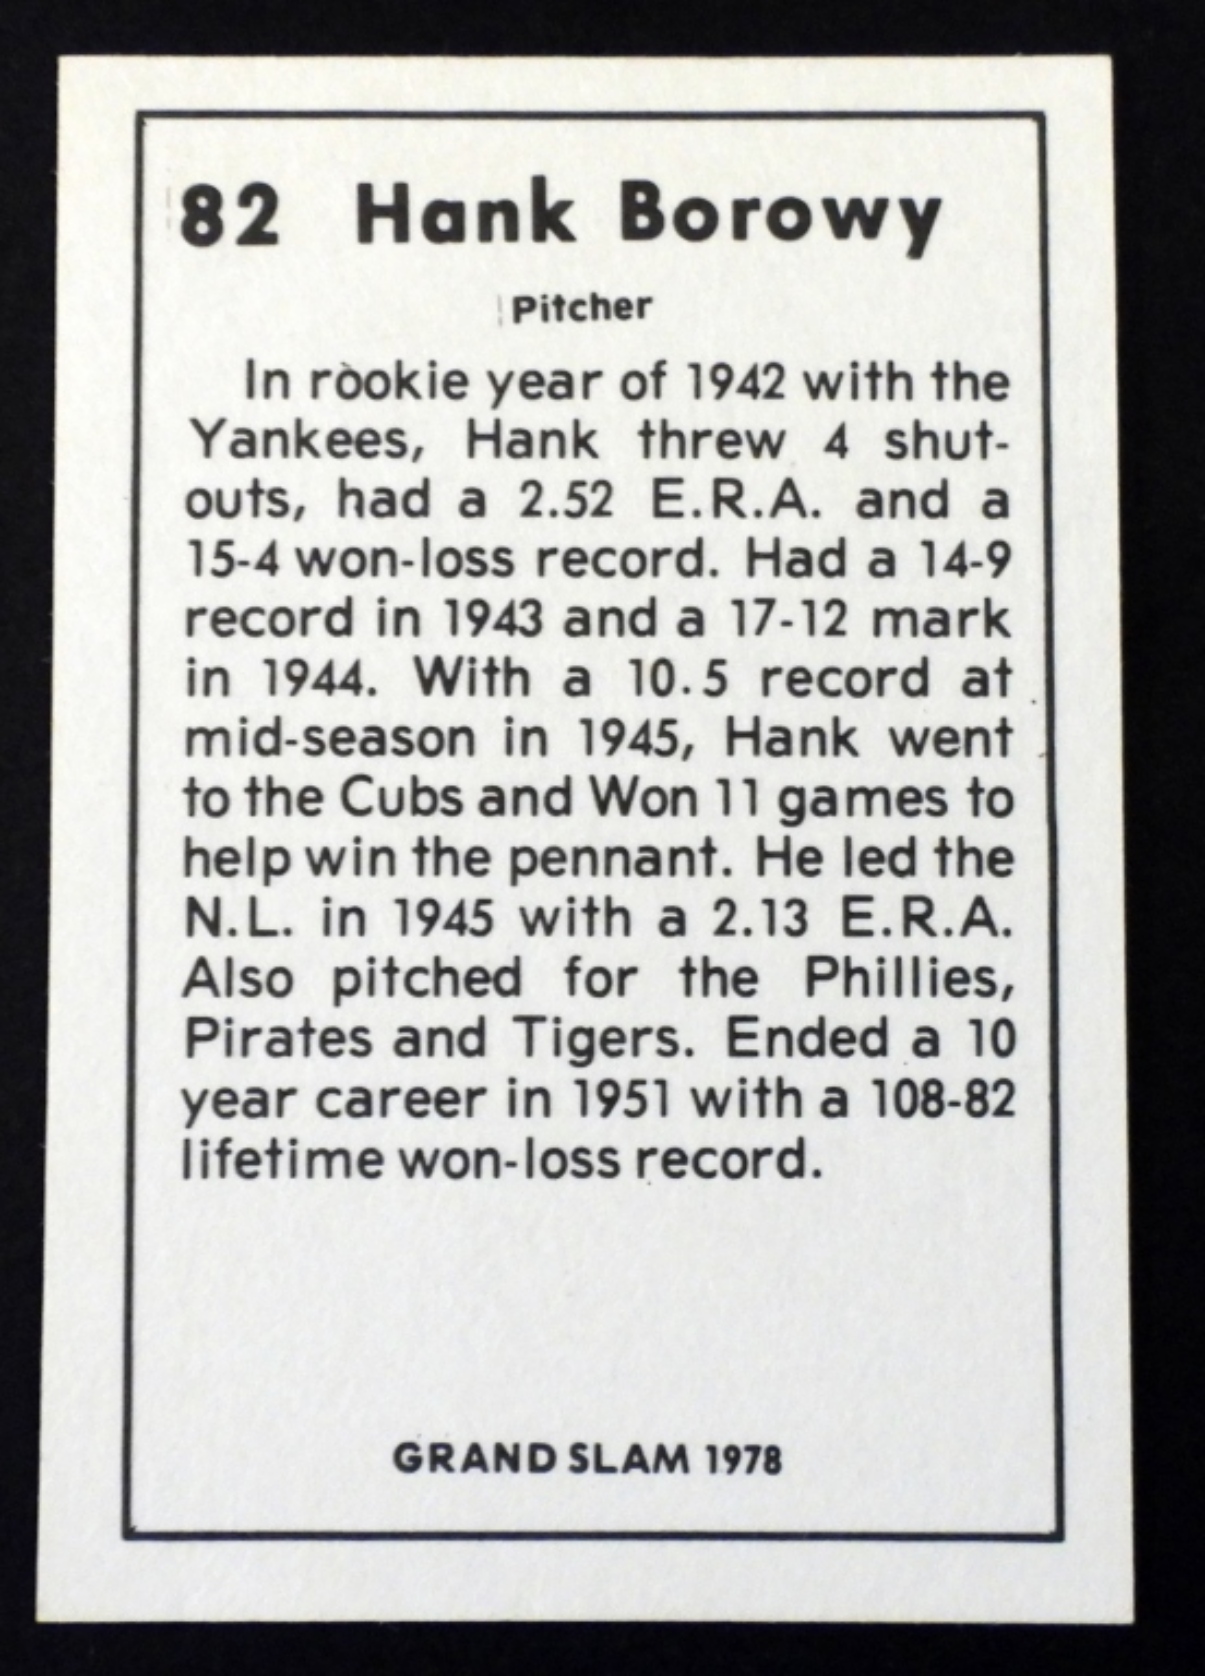 82 Hank Borowy
Pitcher
In rookie year of 1942 with the
Yankees, Hank threw 4 shut-
outs, had a 2.52 E.R.A. and a
15-4 won-loss record. Had a 14-9
record in 1943 and a 17-12 mark
in 1944. With a 10.5 record at
mid-season in 1945, Hank went
to the Cubs and Won 11 games to
help win the pennant. He led the
N.L. in 1945 with a 2.13 E.R.A.
Also pitched for the Phillies,
Pirates and Tigers. Ended a 10
year career in 1951 with a 108-82
lifetime won-loss record.
GRAND SLAM 1978